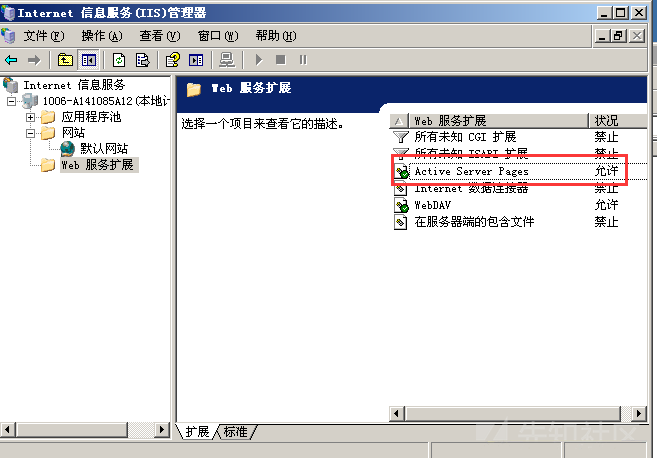 Internet 信息服务(IIS)管理器
文件(F) 操作(A) 查看(V) 窗口(W) 帮助(H)
Internet 信息服务
1006-A141085A12(本地计
应用程序池
网站
默认网站
Web 服务扩展
Web 服务扩展
选择一个项目来查看它的描述。
Web 服务扩展 状况
所有未知 CGI 扩展 禁止
所有未知 ISAPI 扩展 禁止
Active Server Pages 允许
Internet 数据连接器 禁止
WebDAV 允许
在服务器端的包含文件 禁止
扩展 标准